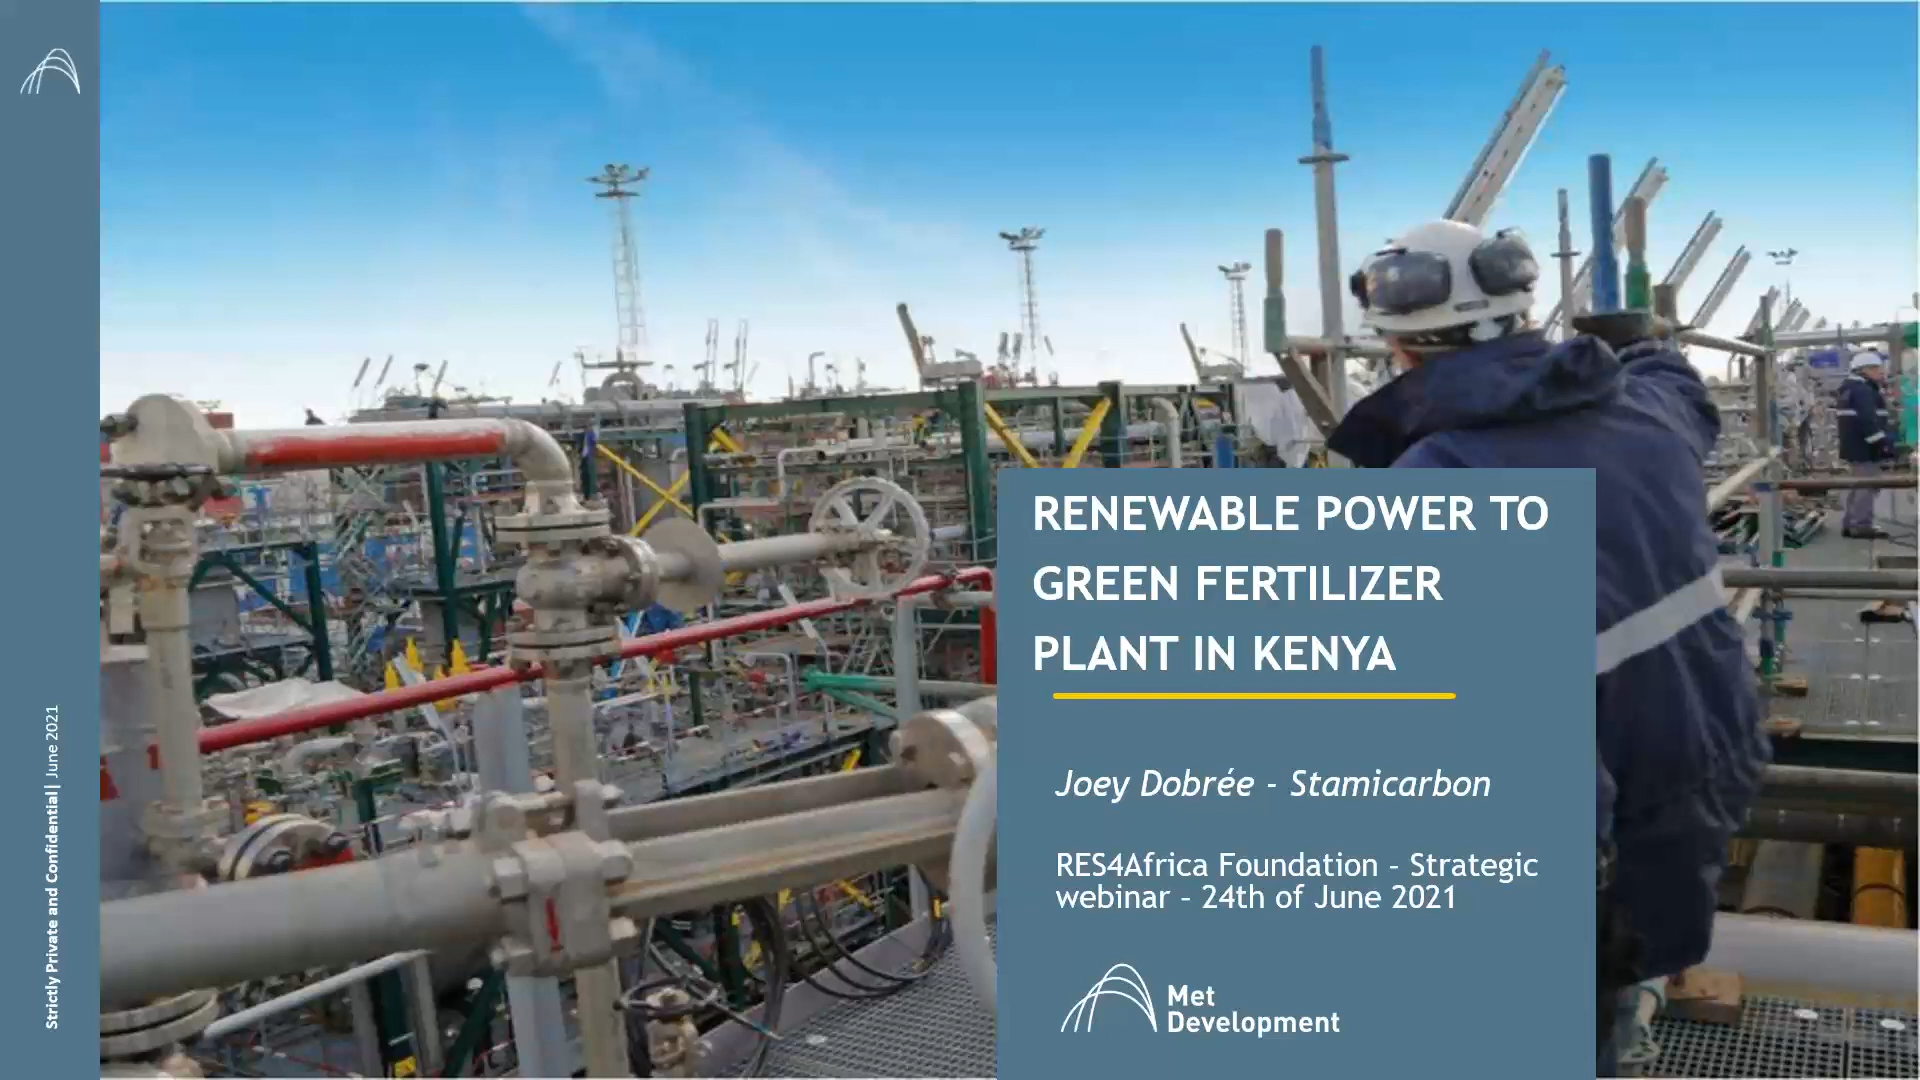 RENEWABLE POWER TO
GREEN FERTILIZER
PLANT IN KENYA
Joey Dobrée - Stamicarbon
RES4Africa Foundation - Strategic
webinar - 24th of June 2021
Met
Development
Strictly Private and Confidential| June 2021